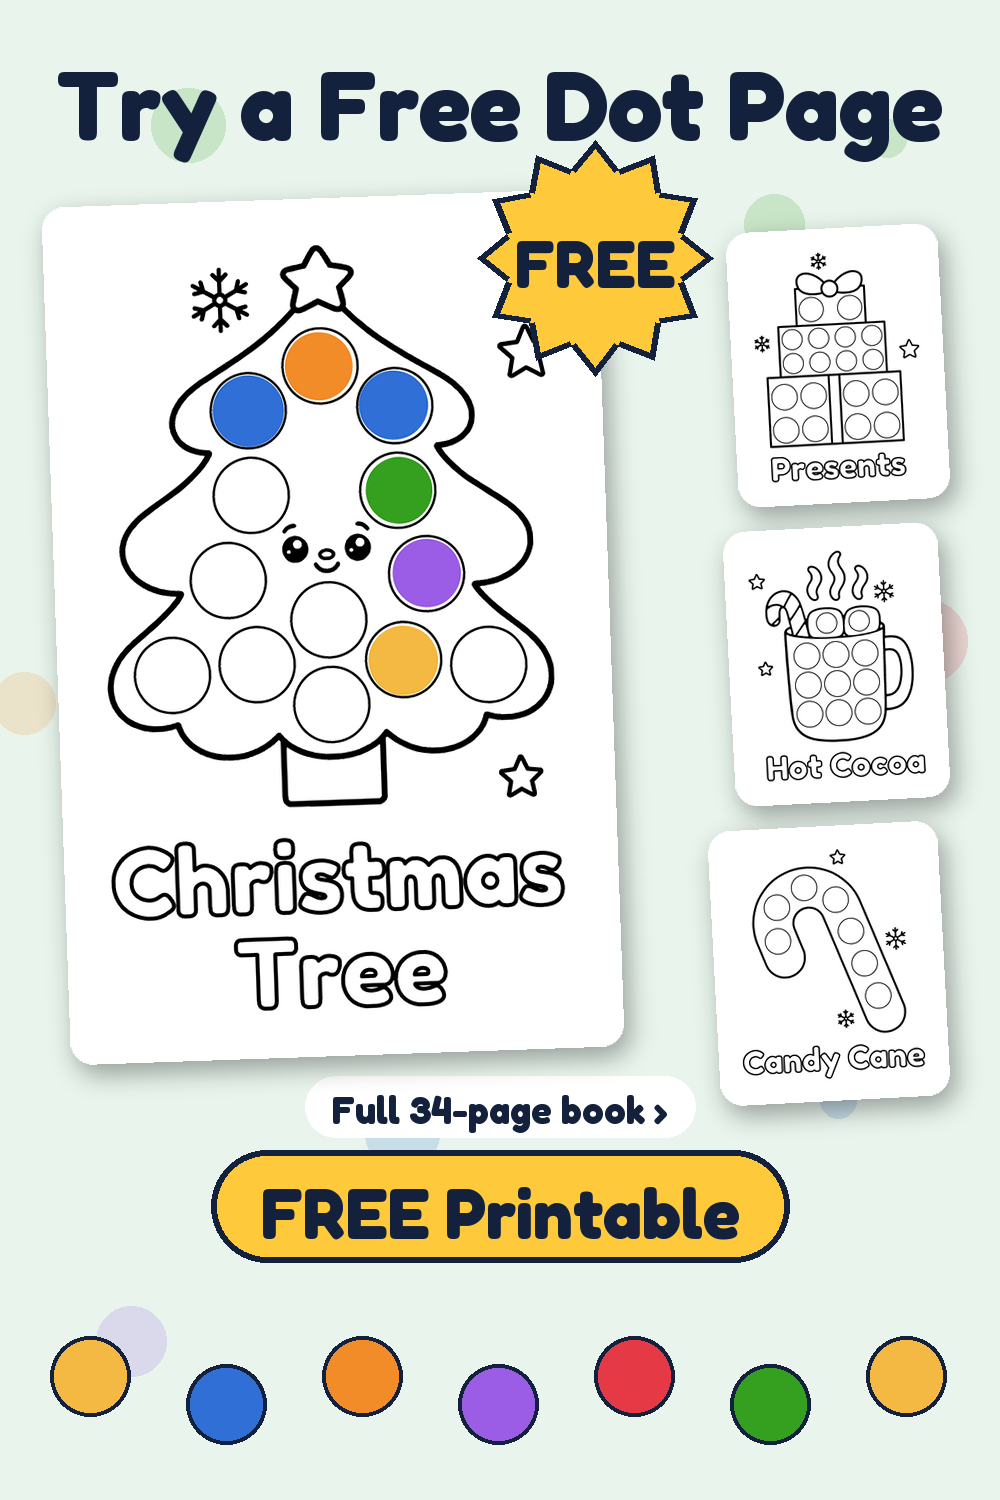 Try a Free Dot Page
FREE
Christmas
Tree
Presents
Hot Cocoa
Candy Cane
Full 34-page book ›
FREE Printable